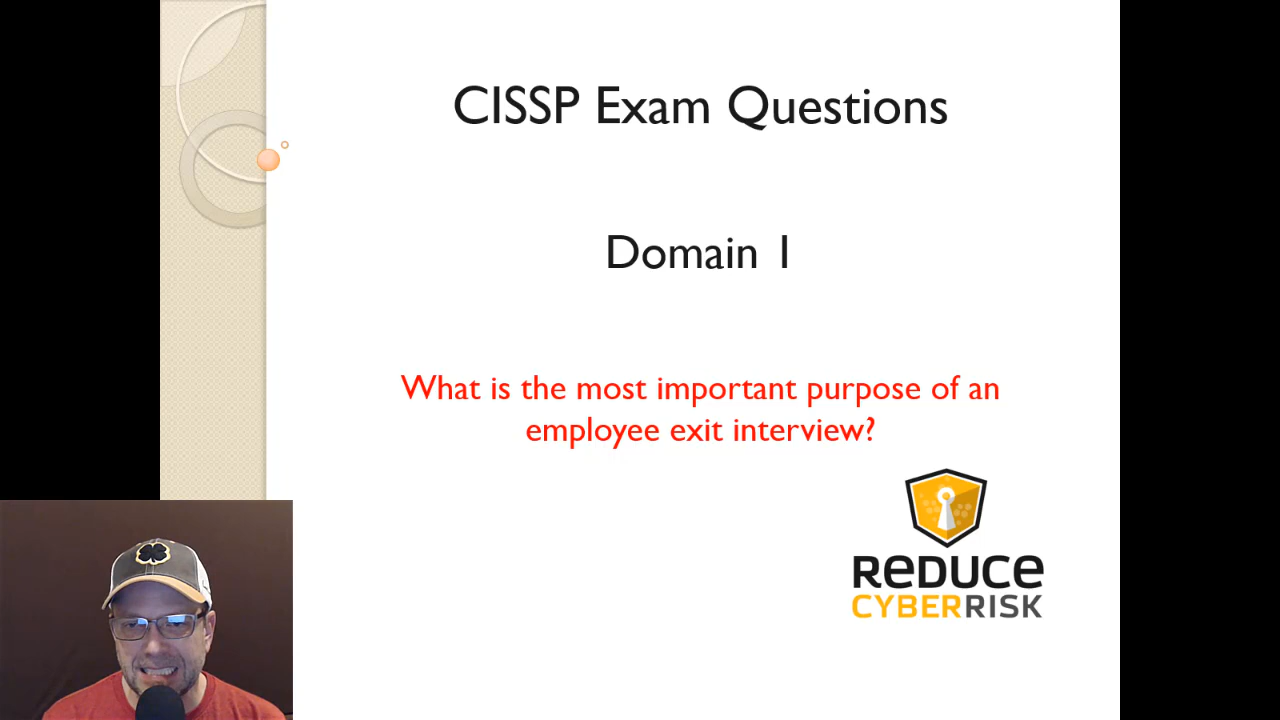 CISSP Exam Questions
Domain 1
What is the most important purpose of an
employee exit interview?
REDUCE
CYBERRISK